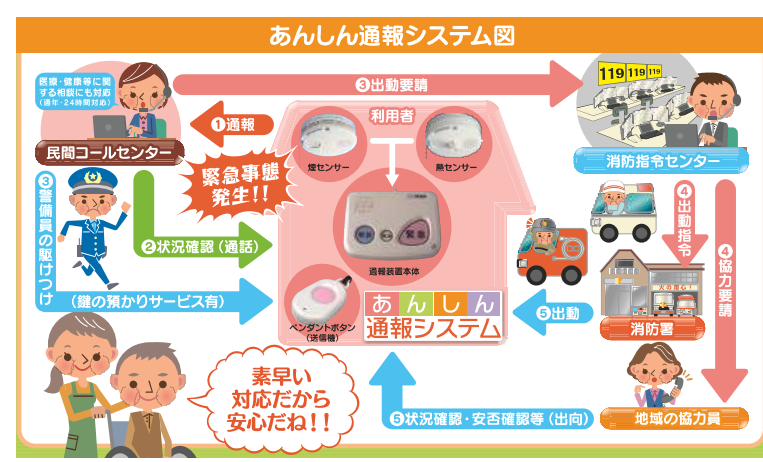 あんしん通報システム図
医療・健康等に関
する相談にも対応
(通年・24時間対応)
民間コールセンター
③出動要請
119 119 119
消防指令センター
①通報
緊急事態
発生!!
利用者
煙センサー
熱センサー
緊急
通報装置本体
②状況確認(通話)
③警備員の駆けつけ
(鍵の預かりサービス有)
ペンダントボタン
(送信機)
あんしん
通報システム
④出動指令
④協力要請
火の用心!
消防署
⑤出動
地域の協力員
⑤状況確認・安否確認等(出向)
素早い
対応だから
安心だね!!